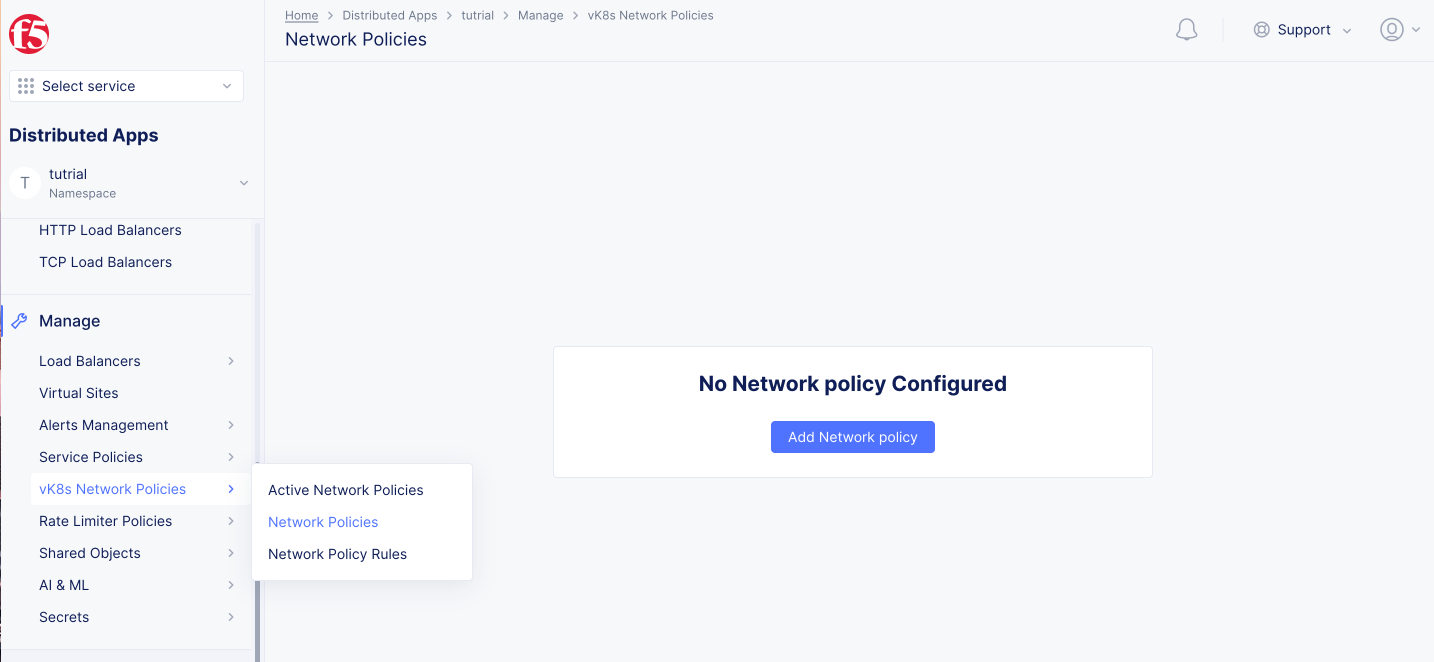 f5
Home > Distributed Apps > tutrial > Manage > vK8s Network Policies
Network Policies
Support
Select service
Distributed Apps
T
tutrial
Namespace
HTTP Load Balancers
TCP Load Balancers
Manage
Load Balancers
Virtual Sites
Alerts Management
Service Policies
vK8s Network Policies
Rate Limiter Policies
Shared Objects
AI & ML
Secrets
Active Network Policies
Network Policies
Network Policy Rules
No Network policy Configured
Add Network policy